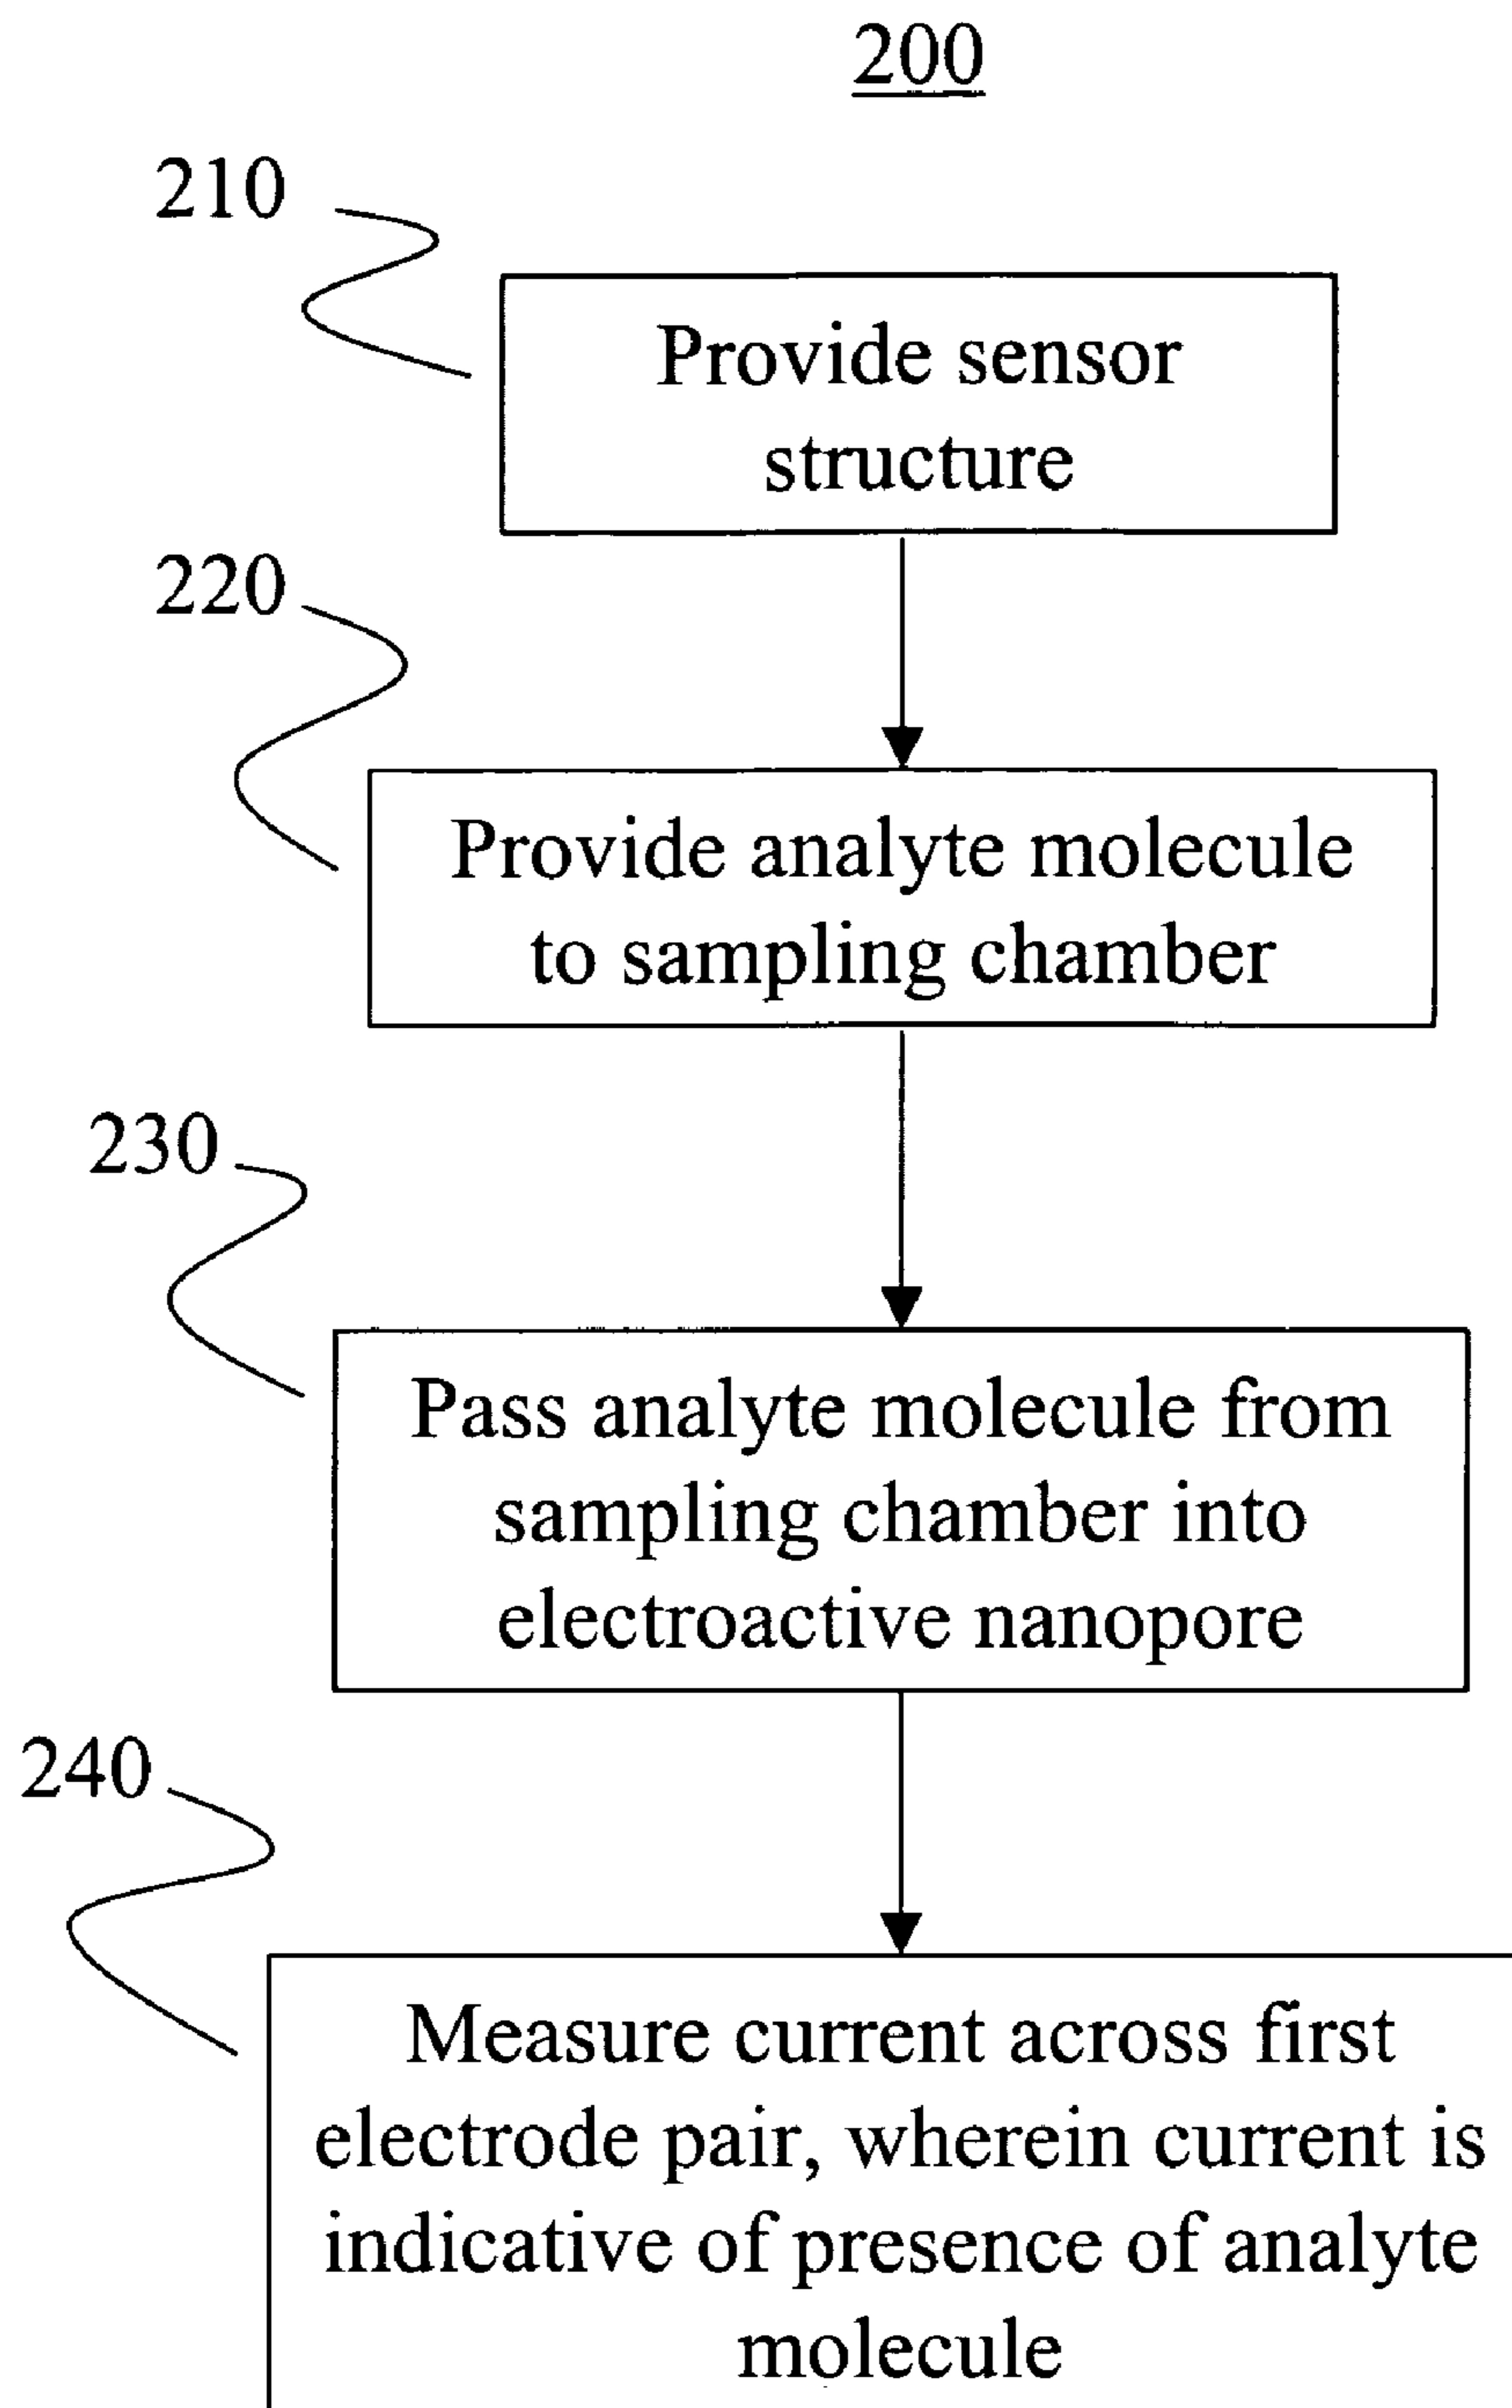 200
210
Provide sensor
structure
220
Provide analyte molecule
to sampling chamber
230
Pass analyte molecule from
sampling chamber into
electroactive nanopore
240
Measure current across first
electrode pair, wherein current is
indicative of presence of analyte
molecule